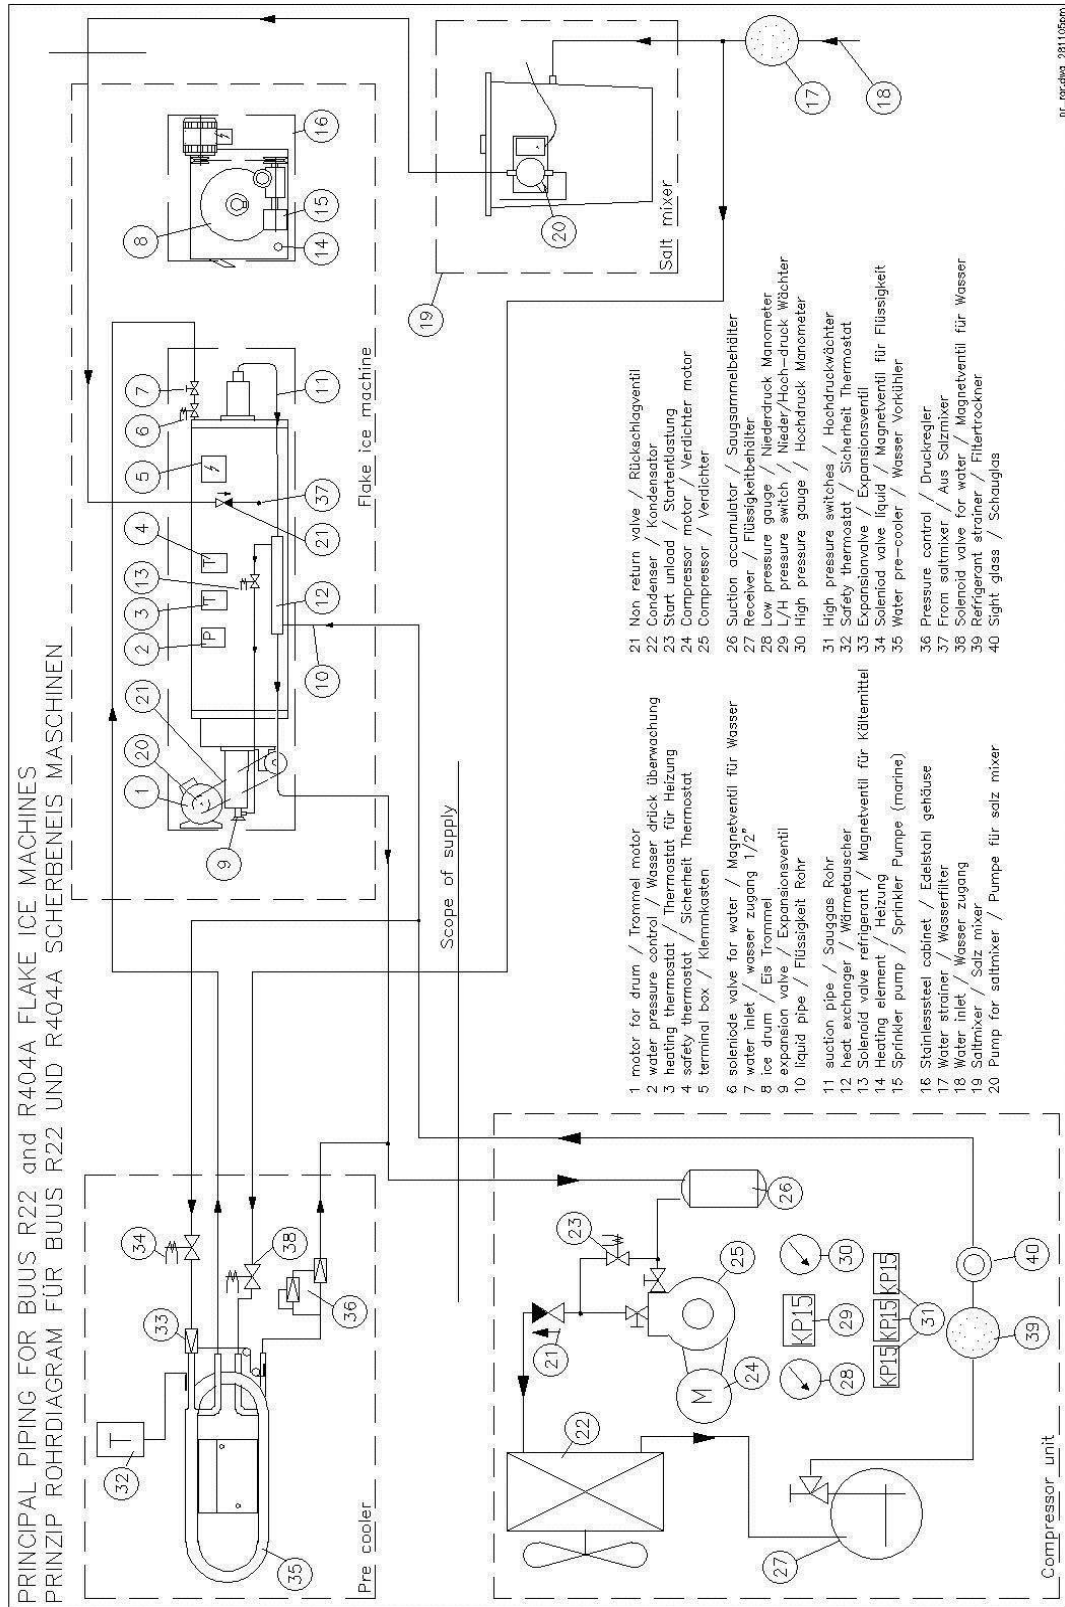 PRINCIPAL PIPING FOR BUUS R22 and R404A FLAKE ICE MACHINES
PRINZIP ROHRDIAGRAM FÜR BUUS R22 UND R404A SCHERBENEIS MASCHINEN
32
T
33
34
35
36
38
Pre cooler
1
20
21
2
3
13
4
5
6
7
P
T
T
9
10
12
21
37
11
Flake ice machine
8
14
15
16
Scope of supply
19
20
Salt mixer
17
18
22
21
23
24
M
25
26
27
28
29
30
KP15
KP15
KP15
KP15
31
39
40
Compressor unit
1 motor for drum / Trommel motor
2 water pressure control / Wasser drück überwachung
3 heating thermostat / Thermostat für Heizung
4 safety thermostat / Sicherheit Thermostat
5 terminal box / Klemmkasten
6 soleniode valve for water / Magnetventil für Wasser
7 water inlet / wasser zugang 1/2"
8 ice drum / Eis Trommel
9 expansion valve / Expansionsventil
10 liquid pipe / Flüssigkeit Rohr
11 suction pipe / Sauggas Rohr
12 heat exchanger / Wärmetauscher
13 Solenoid valve refrigerant / Magnetventil für Kältemittel
14 Heating element / Heizung
15 Sprinkler pump / Sprinkler Pumpe (marine)
16 Stainlesssteel cabinet / Edelstahl gehäuse
17 Water strainer / Wasserfilter
18 Water inlet / Wasser zugang
19 Saltmixer / Salz mixer
20 Pump for saltmixer / Pumpe für salz mixer
21 Non return valve / Rückschlagventil
22 Condenser / Kondensator
23 Start unload / Startentlastung
24 Compressor motor / Verdichter motor
25 Compressor / Verdichter
26 Suction accumulator / Saugsammelbehälter
27 Receiver / Flüssigkeitbehälter
28 Low pressure gauge / Niederdruck Manometer
29 L/H pressure switch / Nieder/Hoch-druck Wächter
30 High pressure gauge / Hochdruck Manometer
31 High pressure switches / Hochdruckwächter
32 Safety thermostat / Sicherheit Thermostat
33 Expansionvalve / Expansionsventil
34 Soleniod valve liquid / Magnetventil für Flüssigkeit
35 Water pre-cooler / Wasser Vorkühler
36 Pressure control / Druckregler
37 From saltmixer / Aus Salzmixer
38 Solenoid valve for water / Magnetventil für Wasser
39 Refrigerant strainer / Filtertrockner
40 Sight glass / Schauglas